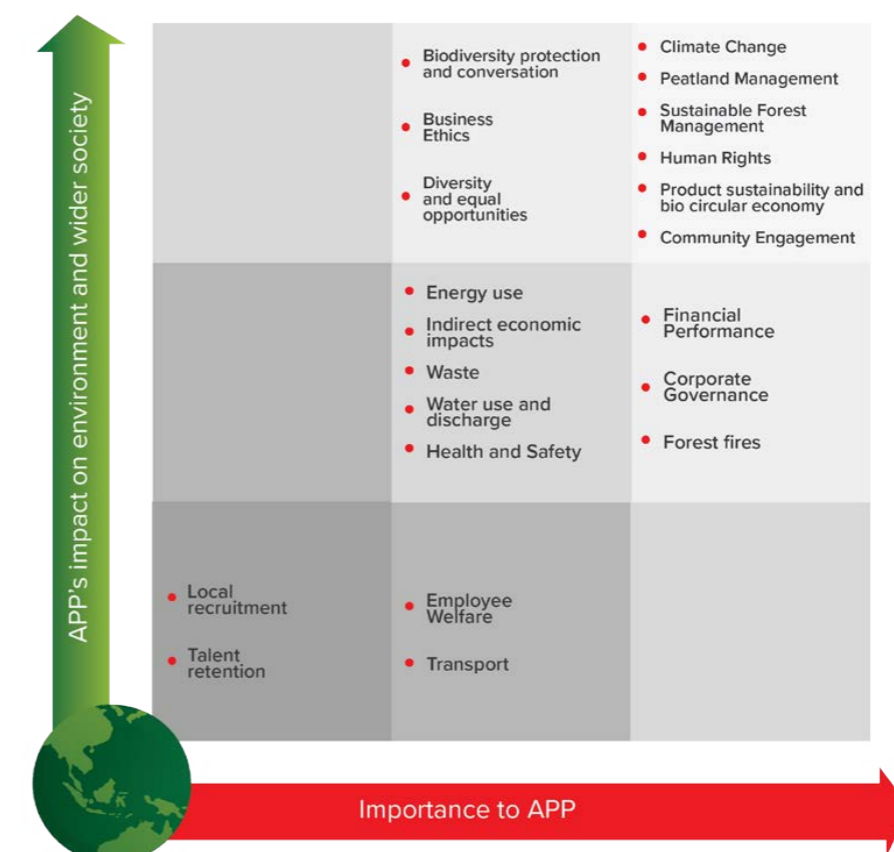 APP's impact on environment and wider society
Biodiversity protection
and conversation
Business
Ethics
Diversity
and equal
opportunities
Climate Change
Peatland Management
Sustainable Forest
Management
Human Rights
Product sustainability and
bio circular economy
Community Engagement
Energy use
Indirect economic
impacts
Waste
Water use and
discharge
Health and Safety
Financial
Performance
Corporate
Governance
Forest fires
Local
recruitment
Talent
retention
Employee
Welfare
Transport
Importance to APP